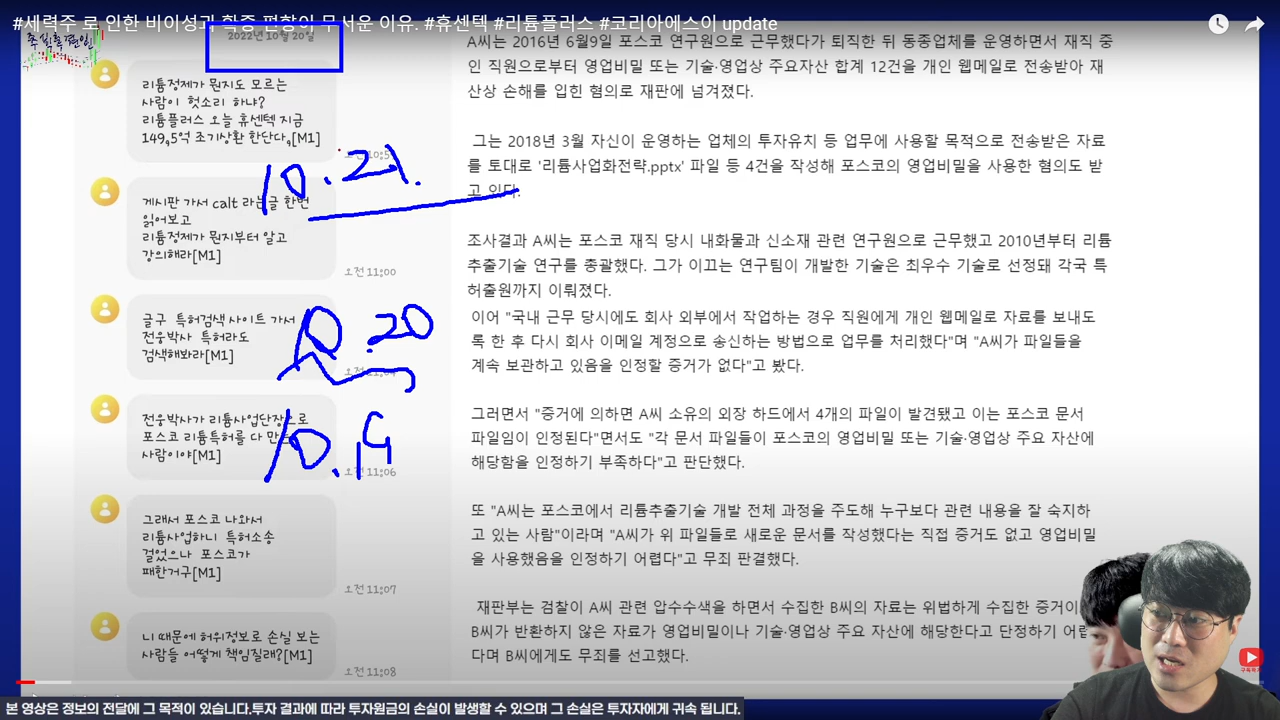 #세력주 로 인한 비이성과 확증 편향이 무서운 이유. #휴센텍 #리튬플러스 #코리아에스이 update
주식할편일
2022년 10월 20일
리튬정제가 뭔지도 모르는
사람이 헛소리 하냐?
리튬플러스 오늘 휴센텍 지금
149,5억 조기상환 한단다,[M1]
게시판 가서 calt 라는글 한번
읽어보고
리튬정제가 뭔지부터 알고
강의해라[M1]
오전 11:00
글구 특허검색 사이트 가서
전웅박사 특허라도
검색해봐라[M1]
전웅박사가 리튬사업단장으로
포스코 리튬특허를 다 만든
사람이야[M1]
오전 11:06
그래서 포스코 나와서
리튬사업하니 특허소송
걸었으나 포스코가
패한거구[M1]
오전 11:07
니 때문에 허위정보로 손실 보는
사람들 어떻게 책임질래?[M1]
오전 11:08
10.21.
10.20
10.19
A씨는 2016년 6월9일 포스코 연구원으로 근무했다가 퇴직한 뒤 동종업체를 운영하면서 재직 중
인 직원으로부터 영업비밀 또는 기술·영업상 주요자산 합계 12건을 개인 웹메일로 전송받아 재
산상 손해를 입힌 혐의로 재판에 넘겨졌다.
그는 2018년 3월 자신이 운영하는 업체의 투자유치 등 업무에 사용할 목적으로 전송받은 자료
를 토대로 '리튬사업화전략.pptx' 파일 등 4건을 작성해 포스코의 영업비밀을 사용한 혐의도 받
고 있다.
조사결과 A씨는 포스코 재직 당시 내화물과 신소재 관련 연구원으로 근무했고 2010년부터 리튬
추출기술 연구를 총괄했다. 그가 이끄는 연구팀이 개발한 기술은 최우수 기술로 선정돼 각국 특
허출원까지 이뤄졌다.
이어 "국내 근무 당시에도 회사 외부에서 작업하는 경우 직원에게 개인 웹메일로 자료를 보내도
록 한 후 다시 회사 이메일 계정으로 송신하는 방법으로 업무를 처리했다"며 "A씨가 파일들을
계속 보관하고 있음을 인정할 증거가 없다"고 봤다.
그러면서 "증거에 의하면 A씨 소유의 외장 하드에서 4개의 파일이 발견됐고 이는 포스코 문서
파일임이 인정된다"면서도 "각 문서 파일들이 포스코의 영업비밀 또는 기술·영업상 주요 자산에
해당함을 인정하기 부족하다"고 판단했다.
또 "A씨는 포스코에서 리튬추출기술 개발 전체 과정을 주도해 누구보다 관련 내용을 잘 숙지하
고 있는 사람"이라며 "A씨가 위 파일들로 새로운 문서를 작성했다는 직접 증거도 없고 영업비밀
을 사용했음을 인정하기 어렵다"고 무죄 판결했다.
재판부는 검찰이 A씨 관련 압수수색을 하면서 수집한 B씨의 자료는 위법하게 수집한 증거이
B씨가 반환하지 않은 자료가 영업비밀이나 기술·영업상 주요 자산에 해당한다고 단정하기 어렵
다며 B씨에게도 무죄를 선고했다.
구독하기
본 영상은 정보의 전달에 그 목적이 있습니다.투자 결과에 따라 투자원금의 손실이 발생할 수 있으며 그 손실은 투자자에게 귀속 됩니다.